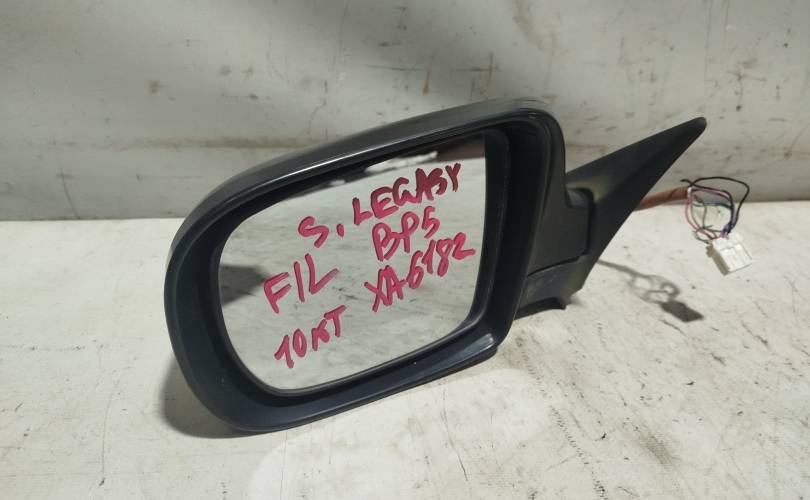 S. LEGASY
F/L BP5
10кт XA6182